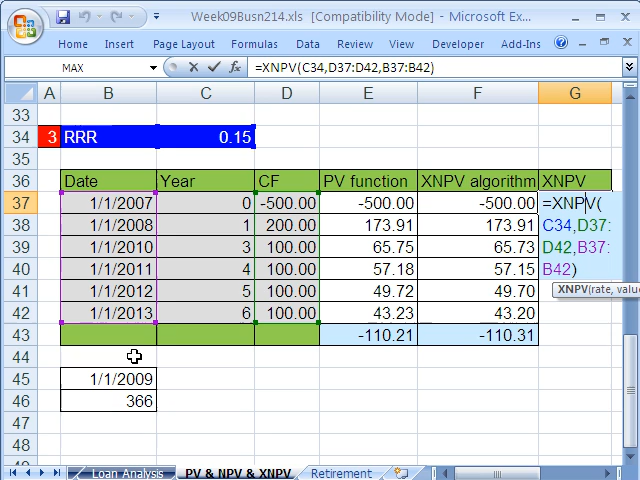 Week09Busn214.xls [Compatibility Mode] - Microsoft Ex...
Home Insert Page Layout Formulas Data Review View Developer Add-Ins
MAX fx =XNPV(C34,D37:D42,B37:B42)
A B C D E F G
33
34 3 RRR 0.15
35
36 Date Year CF PV function XNPV algorithm XNPV
37 1/1/2007 0 -500.00 -500.00 -500.00 =XNPV(
38 1/1/2008 1 200.00 173.91 173.91 C34,D37:
39 1/1/2010 3 100.00 65.75 65.73 D42,B37:
40 1/1/2011 4 100.00 57.18 57.15 B42)
41 1/1/2012 5 100.00 49.72 49.70 XNPV(rate, value
42 1/1/2013 6 100.00 43.23 43.20
43 -110.21 -110.31
44
45 1/1/2009
46 366
47
48
Loan Analysis PV & NPV & XNPV Retirement